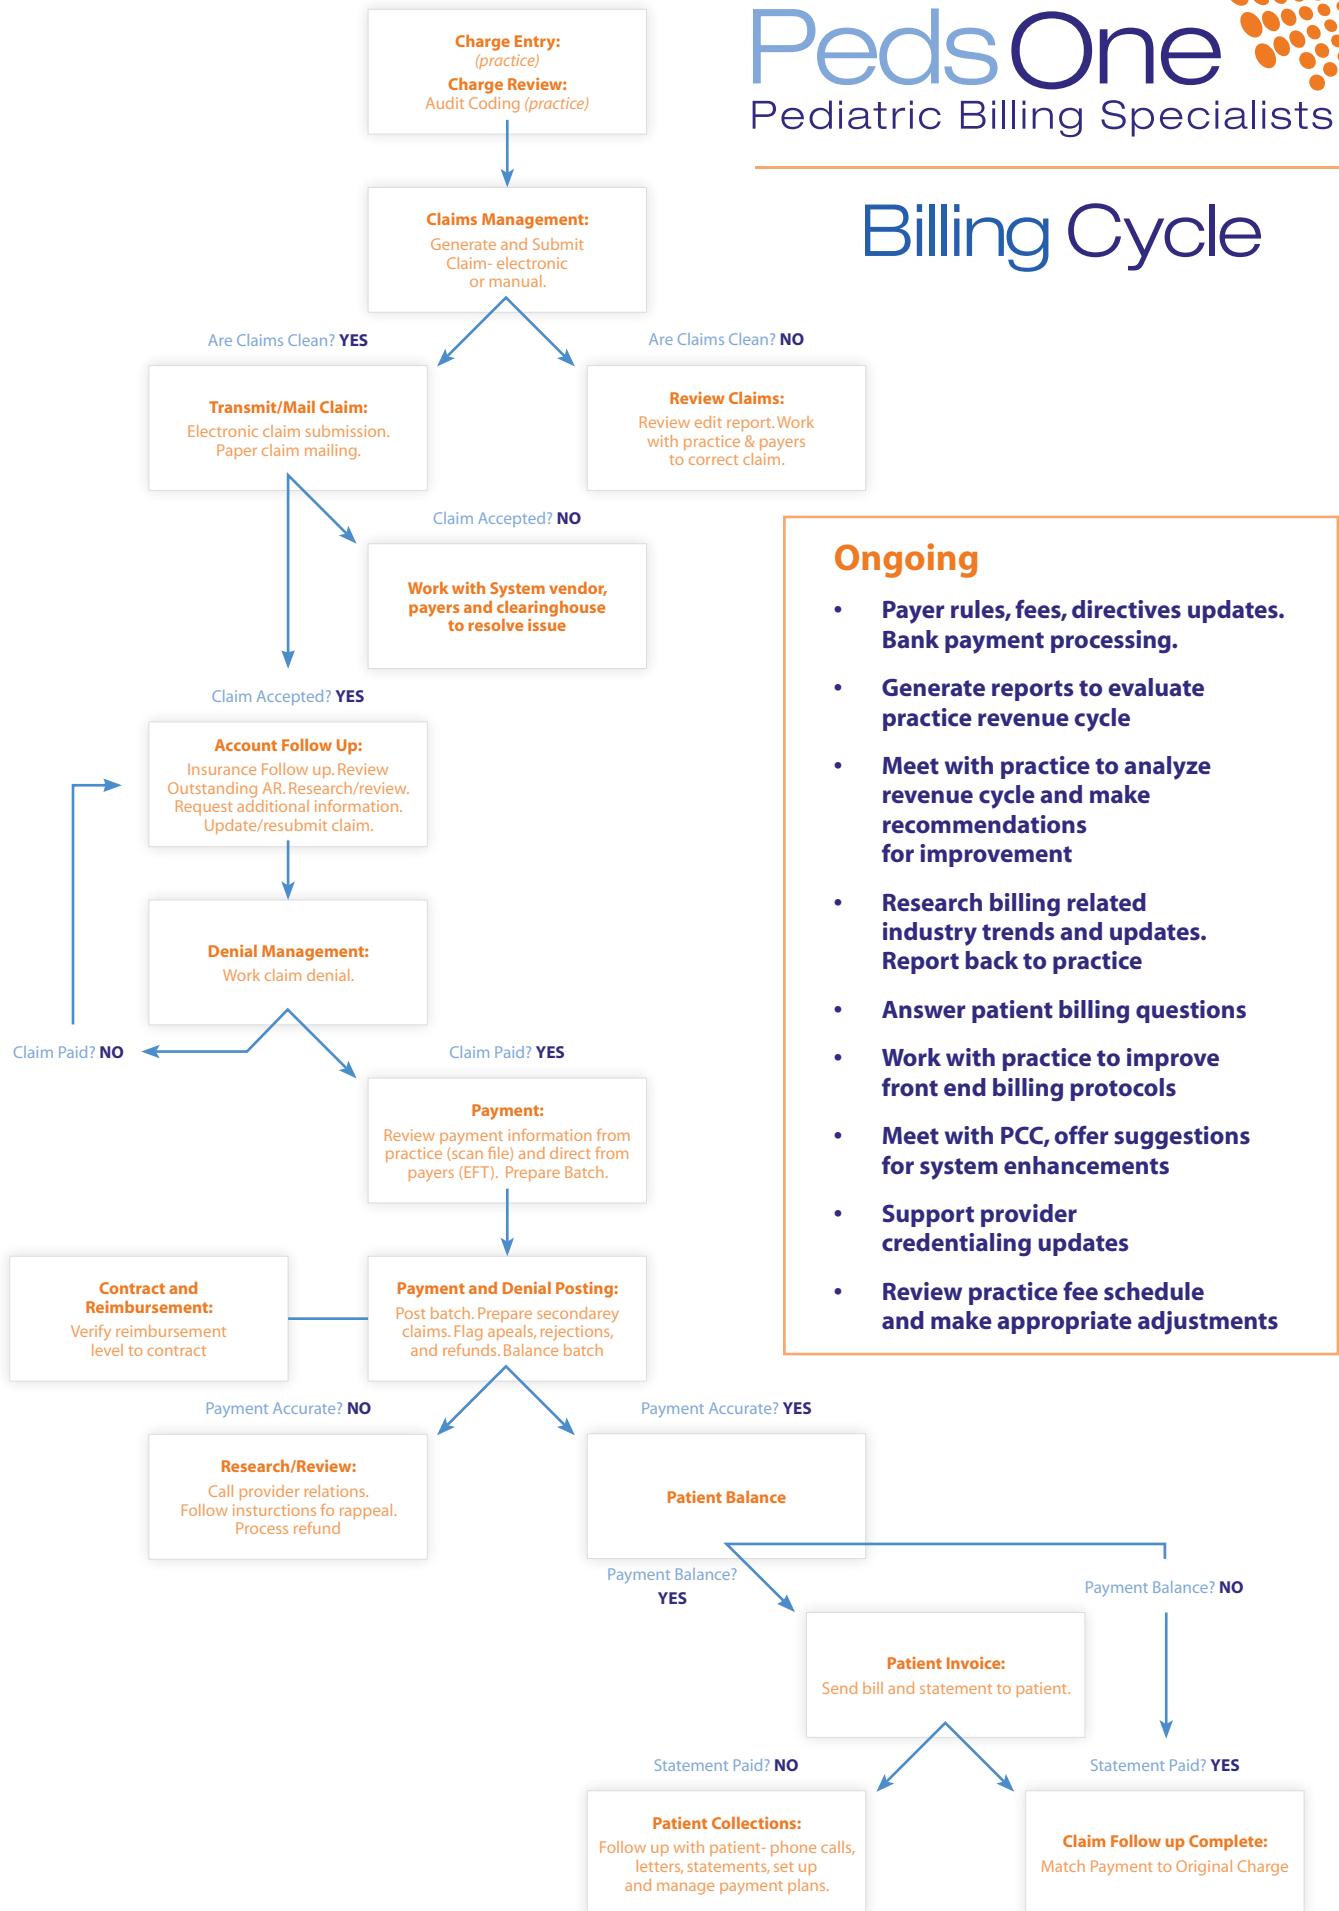 Peds One
Pediatric Billing Specialists
Billing Cycle
Charge Entry:
(practice)
Charge Review:
Audit Coding (practice)
Claims Management:
Generate and Submit
Claim- electronic
or manual.
Are Claims Clean? YES
Are Claims Clean? NO
Transmit/Mail Claim:
Electronic claim submission.
Paper claim mailing.
Review Claims:
Review edit report. Work
with practice & payers
to correct claim.
Claim Accepted? NO
Work with System vendor,
payers and clearinghouse
to resolve issue
Claim Accepted? YES
Account Follow Up:
Insurance Follow up. Review
Outstanding AR. Research/review.
Request additional information.
Update/resubmit claim.
Denial Management:
Work claim denial.
Claim Paid? NO
Claim Paid? YES
Payment:
Review payment information from
practice (scan file) and direct from
payers (EFT). Prepare Batch.
Contract and
Reimbursement:
Verify reimbursement
level to contract
Payment and Denial Posting:
Post batch. Prepare secondarey
claims. Flag apeals, rejections,
and refunds. Balance batch
Payment Accurate? NO
Payment Accurate? YES
Research/Review:
Call provider relations.
Follow insturctions fo rappeal.
Process refund
Patient Balance
Payment Balance?
YES
Payment Balance? NO
Patient Invoice:
Send bill and statement to patient.
Statement Paid? NO
Statement Paid? YES
Patient Collections:
Follow up with patient- phone calls,
letters, statements, set up
and manage payment plans.
Claim Follow up Complete:
Match Payment to Original Charge
Ongoing
• Payer rules, fees, directives updates.
Bank payment processing.
• Generate reports to evaluate
practice revenue cycle
• Meet with practice to analyze
revenue cycle and make
recommendations
for improvement
• Research billing related
industry trends and updates.
Report back to practice
• Answer patient billing questions
• Work with practice to improve
front end billing protocols
• Meet with PCC, offer suggestions
for system enhancements
• Support provider
credentialing updates
• Review practice fee schedule
and make appropriate adjustments